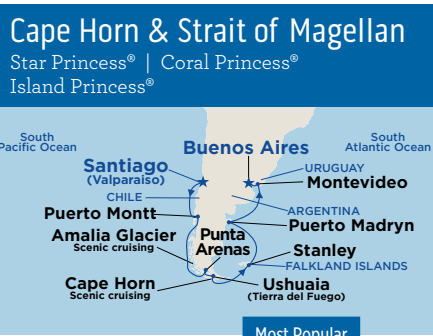 Cape Horn & Strait of Magellan
Star Princess® | Coral Princess®
Island Princess®
South
Pacific Ocean
Buenos Aires
South
Atlantic Ocean
Santiago
(Valparaiso)
URUGUAY
Montevideo
CHILE
Puerto Montt
ARGENTINA
Puerto Madryn
Amalia Glacier
Scenic cruising
Punta
Arenas
Stanley
FALKLAND ISLANDS
Cape Horn
Scenic cruising
Ushuaia
(Tierra del Fuego)
Most Popular